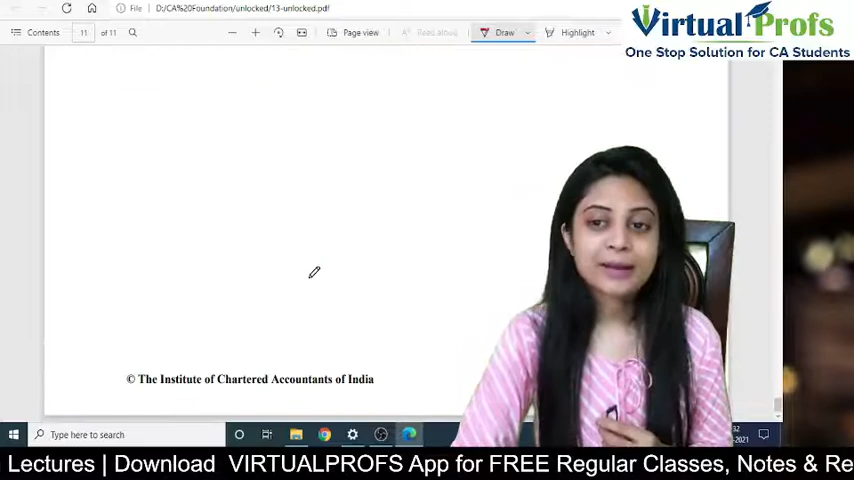 File D:/CA%20Foundation/unlocked/13-unlocked.pdf
Virtual Profs
One Stop Solution for CA Students
Contents 11 of 11 Page view Read aloud Draw Highlight
© The Institute of Chartered Accountants of India
Type here to search
32
-2021
Lectures | Download VIRTUALPROFS App for FREE Regular Classes, Notes & Re